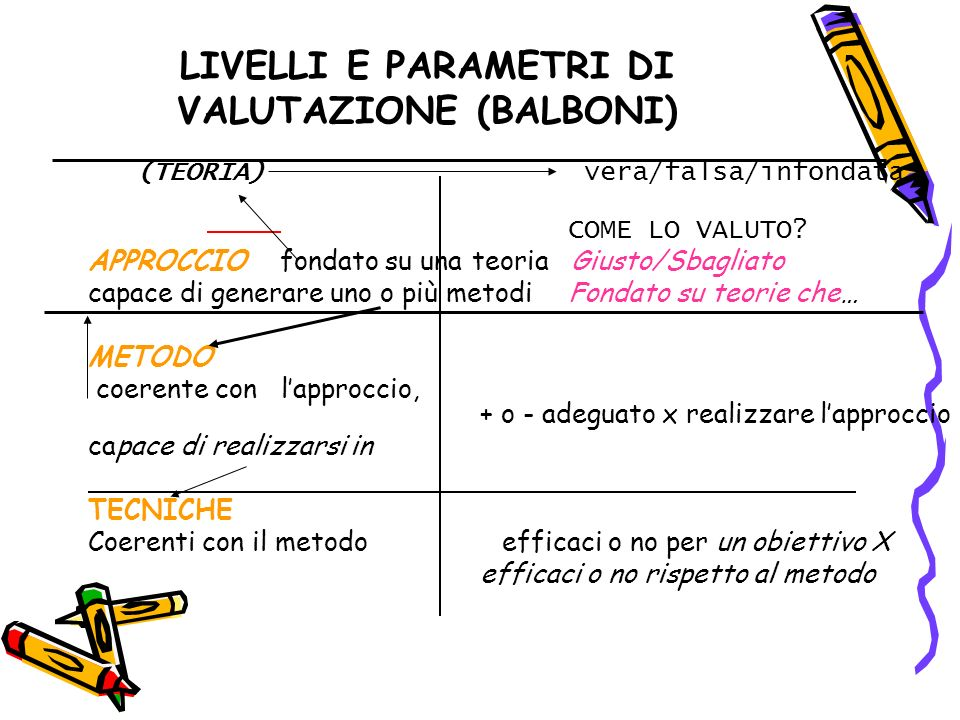 LIVELLI E PARAMETRI DI
VALUTAZIONE (BALBONI)
(TEORIA) vera/falsa/infondata
COME LO VALUTO?
APPROCCIO fondato su una teoria Giusto/Sbagliato
capace di generare uno o più metodi Fondato su teorie che…
METODO
coerente con l’approccio,
+ o - adeguato x realizzare l’approccio
capace di realizzarsi in
TECNICHE
Coerenti con il metodo efficaci o no per un obiettivo X
efficaci o no rispetto al metodo